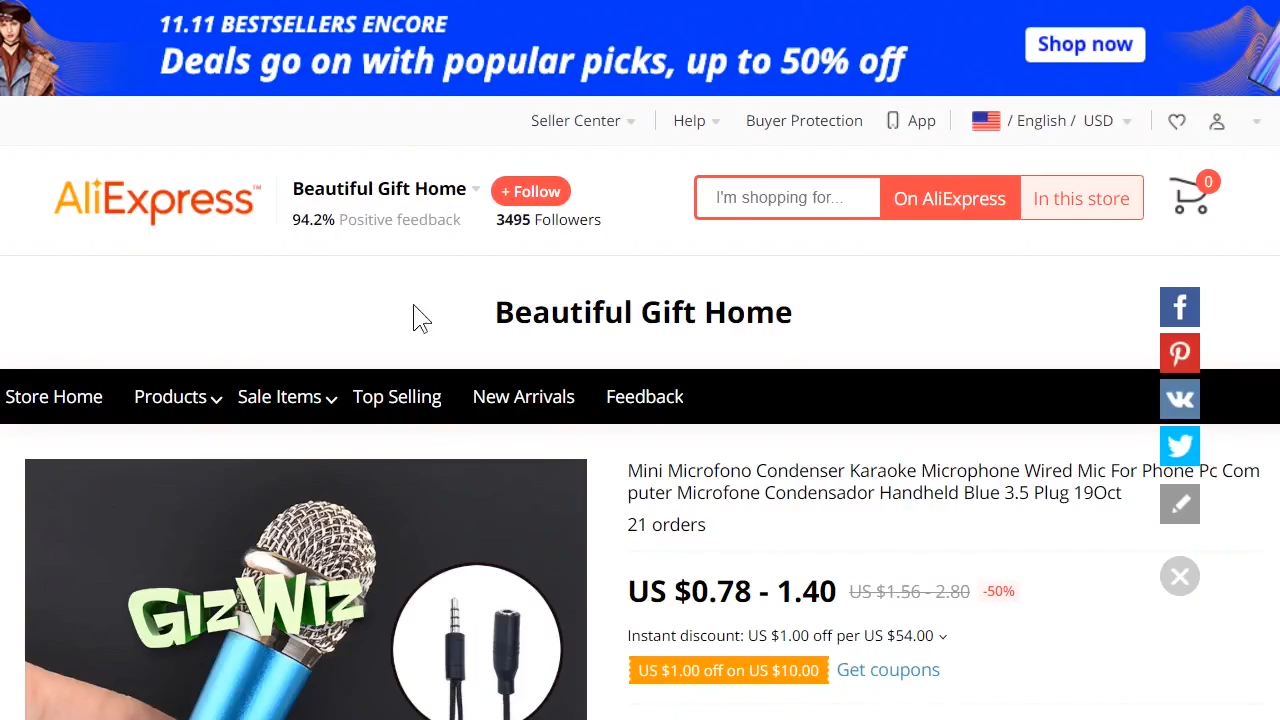 11.11 BESTSELLERS ENCORE
Deals go on with popular picks, up to 50% off
Shop now
Seller Center
Help
Buyer Protection
App
/ English / USD
AliExpress™
Beautiful Gift Home
+ Follow
94.2% Positive feedback
3495 Followers
I'm shopping for...
On AliExpress
In this store
0
Beautiful Gift Home
Store Home
Products
Sale Items
Top Selling
New Arrivals
Feedback
Mini Microfono Condenser Karaoke Microphone Wired Mic For Phone Pc Com
puter Microfone Condensador Handheld Blue 3.5 Plug 19Oct
21 orders
US $0.78 - 1.40 US $1.56 - 2.80 -50%
Instant discount: US $1.00 off per US $54.00
US $1.00 off on US $10.00 Get coupons
GIZWIZ